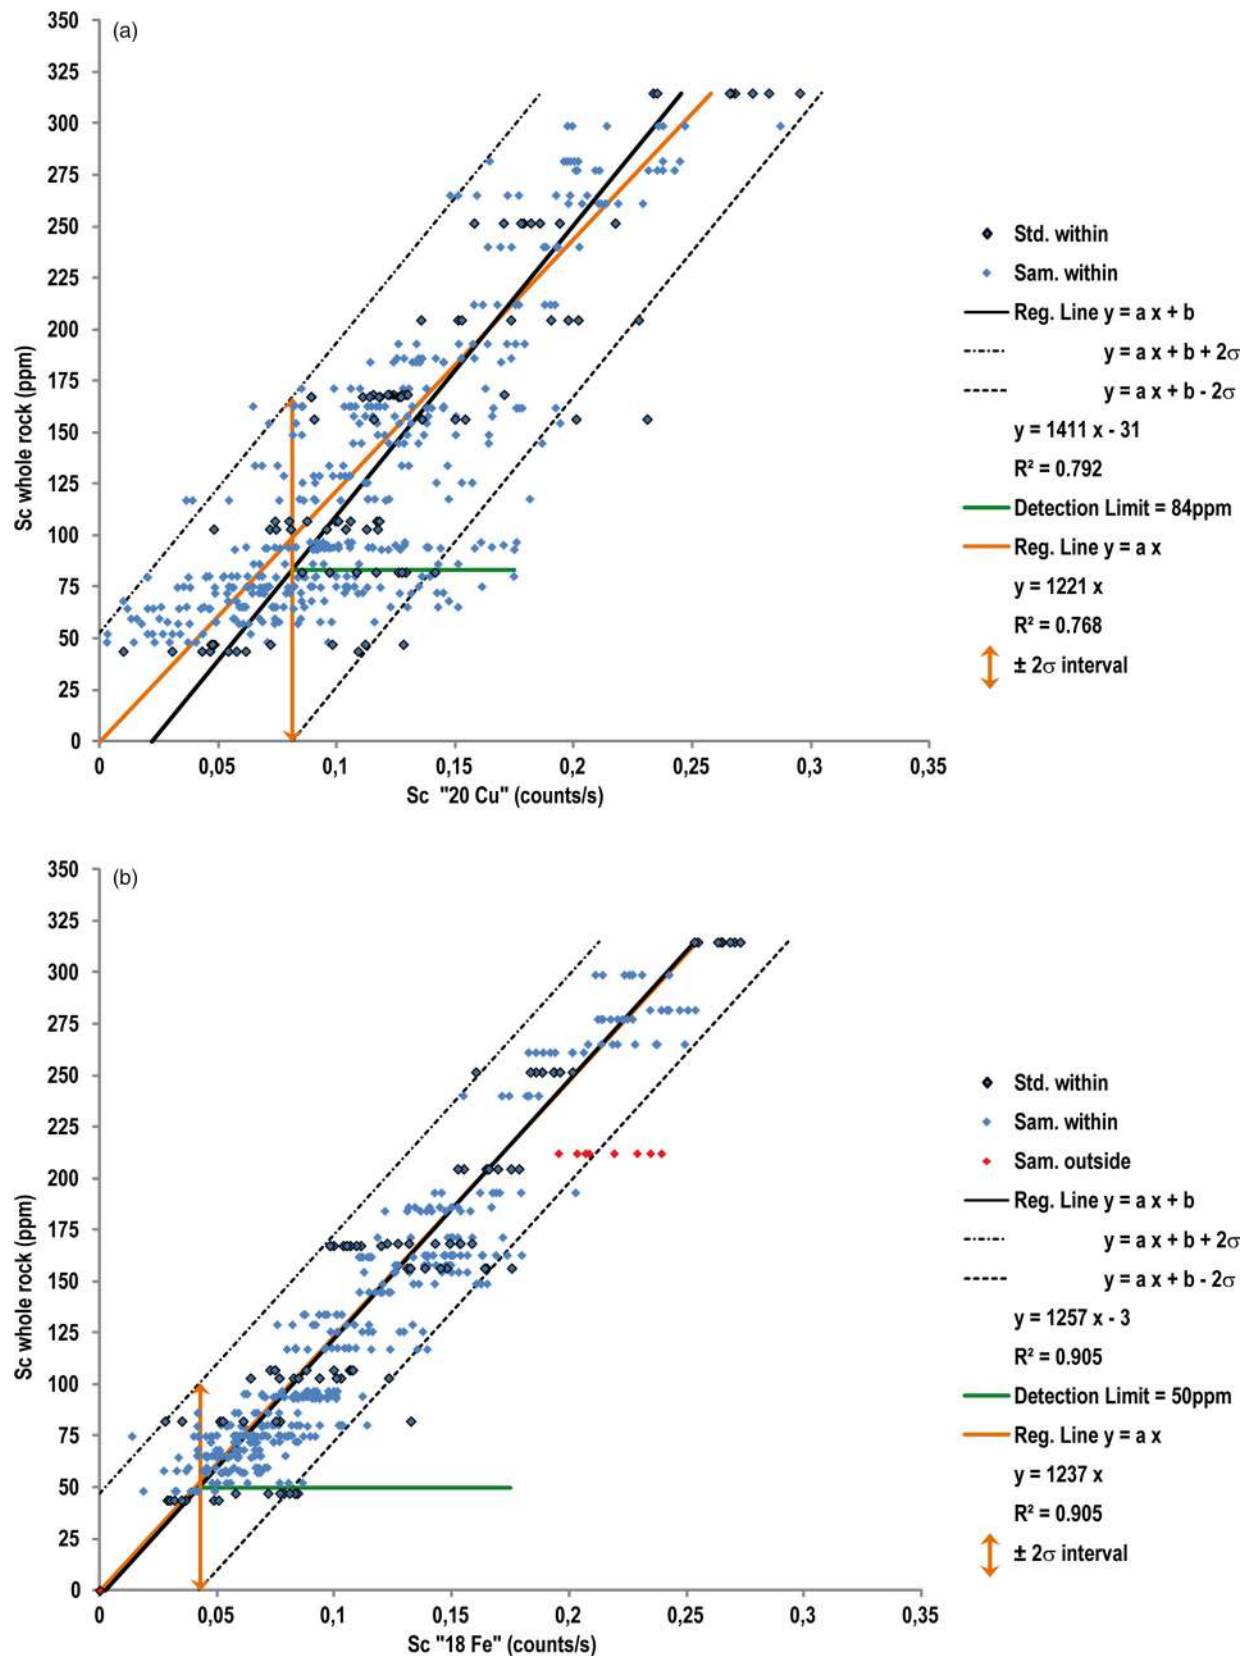 (a)
350
325
300
275
250
225
200
175
150
125
100
75
50
25
0
Sc whole rock (ppm)
0 0,05 0,1 0,15 0,2 0,25 0,3 0,35
Sc "20 Cu" (counts/s)
Std. within
Sam. within
Reg. Line y = a x + b
y = a x + b + 2σ
y = a x + b - 2σ
y = 1411 x - 31
R² = 0.792
Detection Limit = 84ppm
Reg. Line y = a x
y = 1221 x
R² = 0.768
± 2σ interval
(b)
350
325
300
275
250
225
200
175
150
125
100
75
50
25
0
Sc whole rock (ppm)
0 0,05 0,1 0,15 0,2 0,25 0,3 0,35
Sc "18 Fe" (counts/s)
Std. within
Sam. within
Sam. outside
Reg. Line y = a x + b
y = a x + b + 2σ
y = a x + b - 2σ
y = 1257 x - 3
R² = 0.905
Detection Limit = 50ppm
Reg. Line y = a x
y = 1237 x
R² = 0.905
± 2σ interval